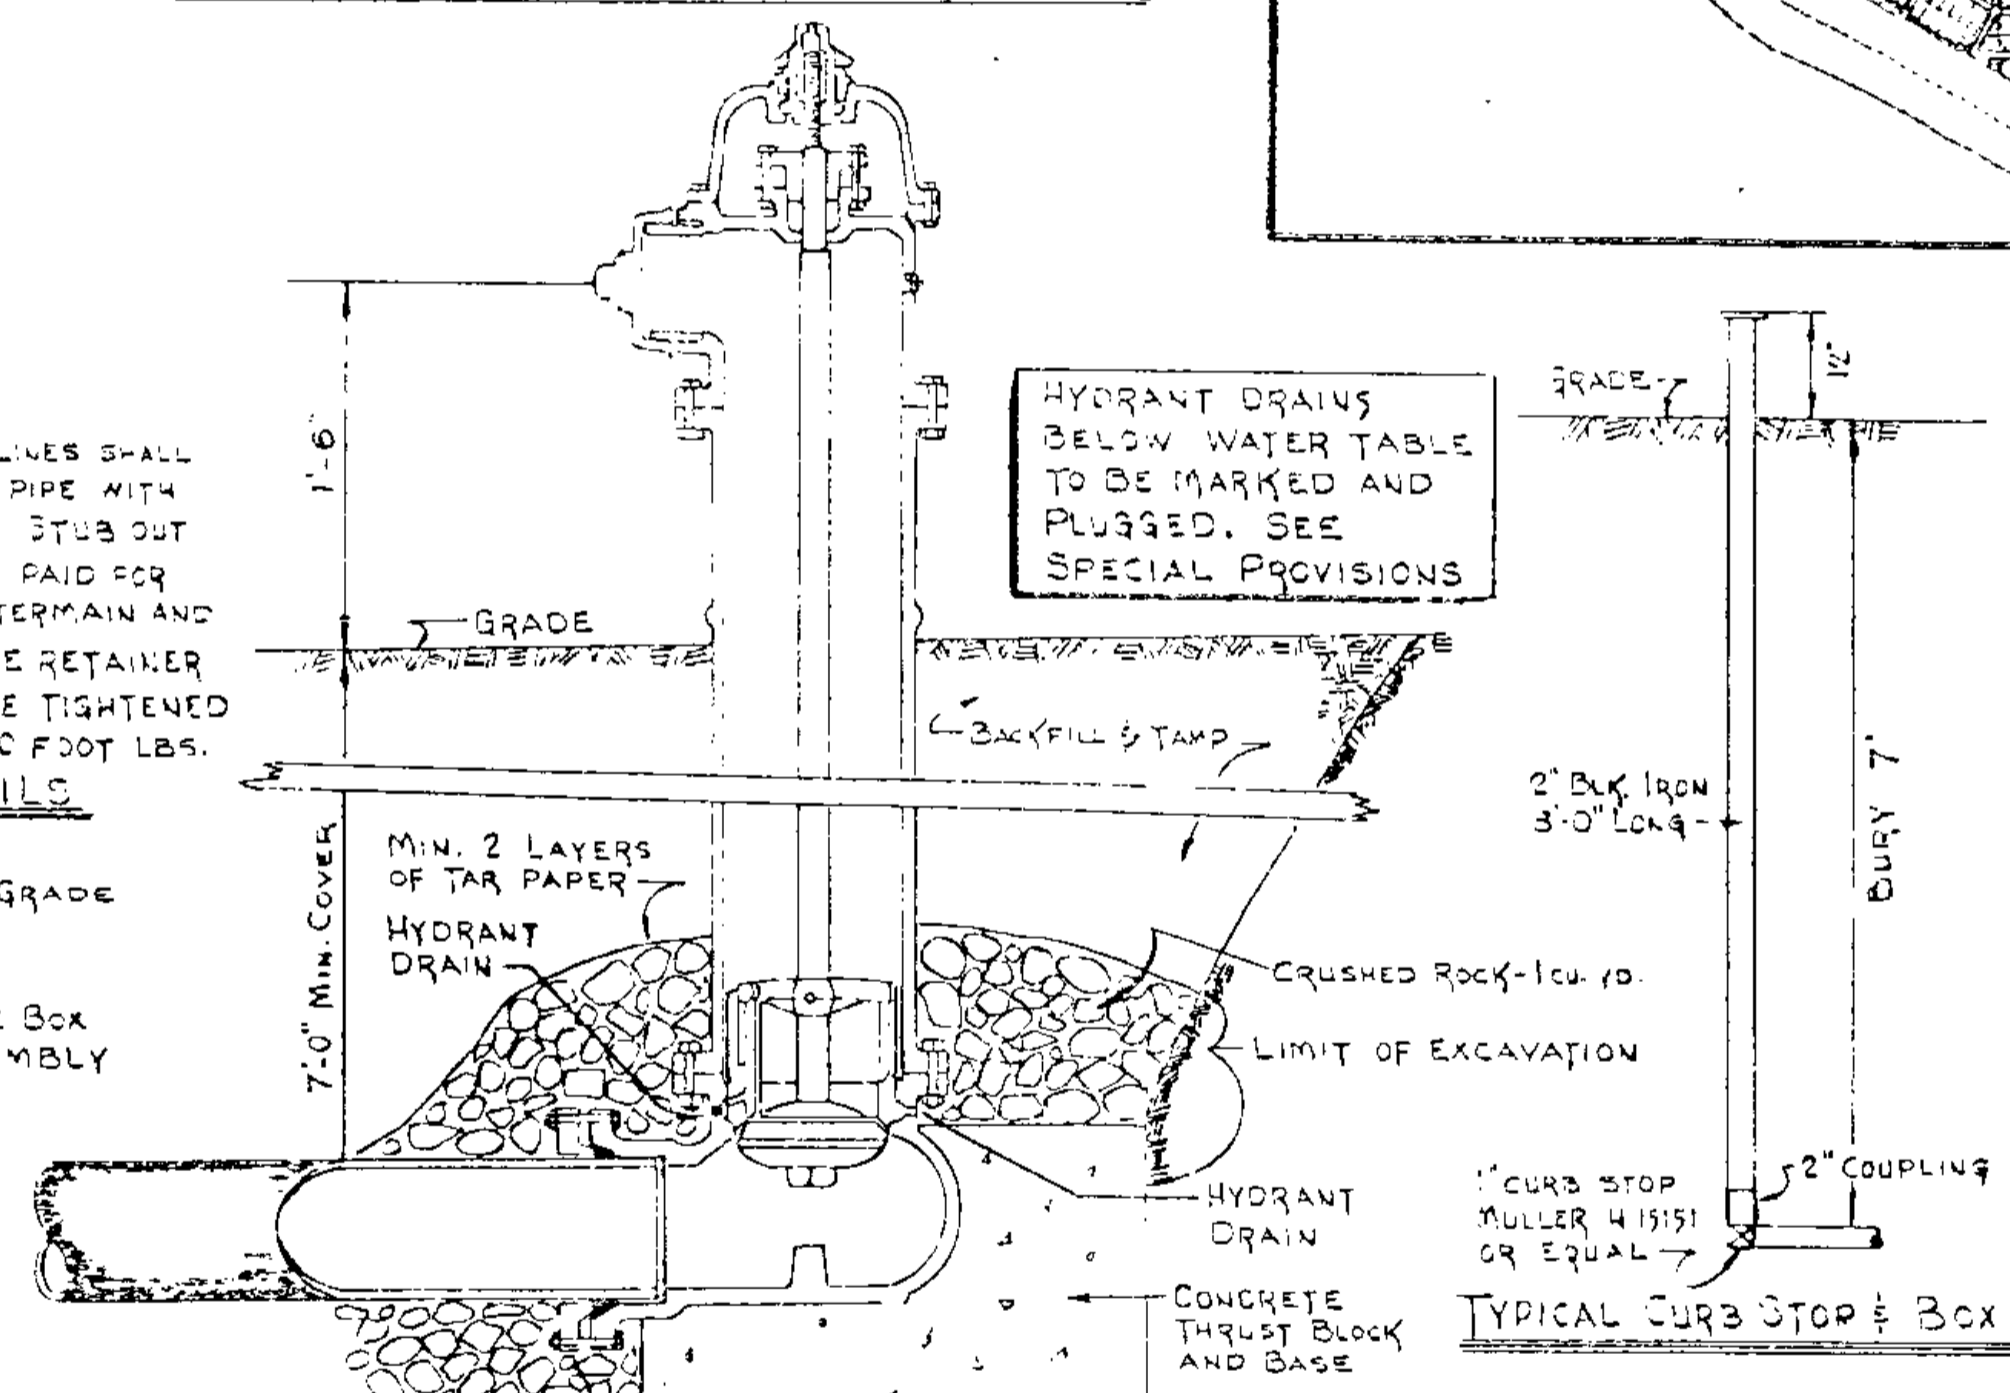 LINES SHALL
PIPE WITH
STUB OUT
PAID FOR
TERMAIN AND
E RETAINER
E TIGHTENED
FOOT LBS.
ILS
GRADE
BOX
MBLY
1'-6"
GRADE
7'-0" MIN. COVER
MIN. 2 LAYERS
OF TAR PAPER
HYDRANT
DRAIN
HYDRANT DRAINS
BELOW WATER TABLE
TO BE MARKED AND
PLUGGED. SEE
SPECIAL PROVISIONS
BACKFILL & TAMP
CRUSHED ROCK-1 CU. YD.
LIMIT OF EXCAVATION
HYDRANT
DRAIN
CONCRETE
THRUST BLOCK
AND BASE
GRADE
12"
2" BLK. IRON
3'-0" LONG
BURY 7'
2" COUPLING
1" CURB STOP
MULLER H 15151
OR EQUAL
TYPICAL CURB STOP & BOX